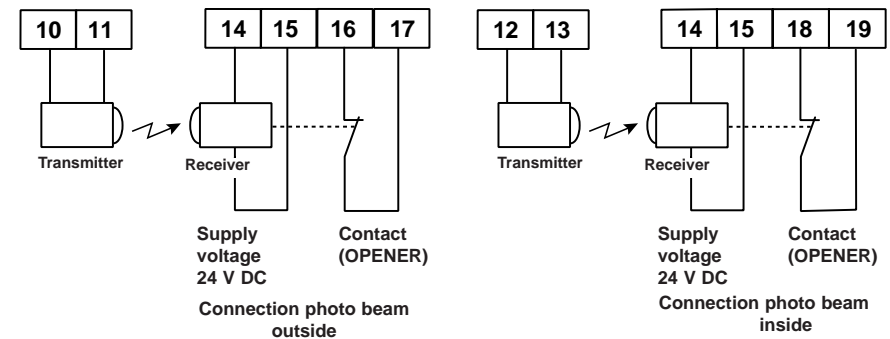 10 11 14 15 16 17
Transmitter
Receiver
Supply
voltage
24 V DC
Contact
(OPENER)
Connection photo beam
outside
12 13 14 15 18 19
Transmitter
Receiver
Supply
voltage
24 V DC
Contact
(OPENER)
Connection photo beam
inside